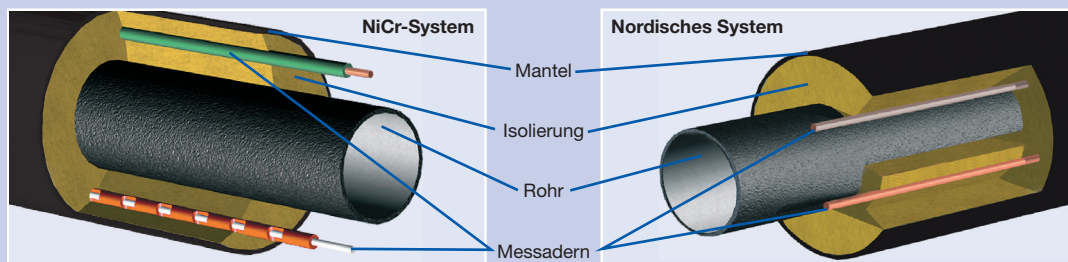 NiCr-System
Nordisches System
Mantel
Isolierung
Rohr
Messadern